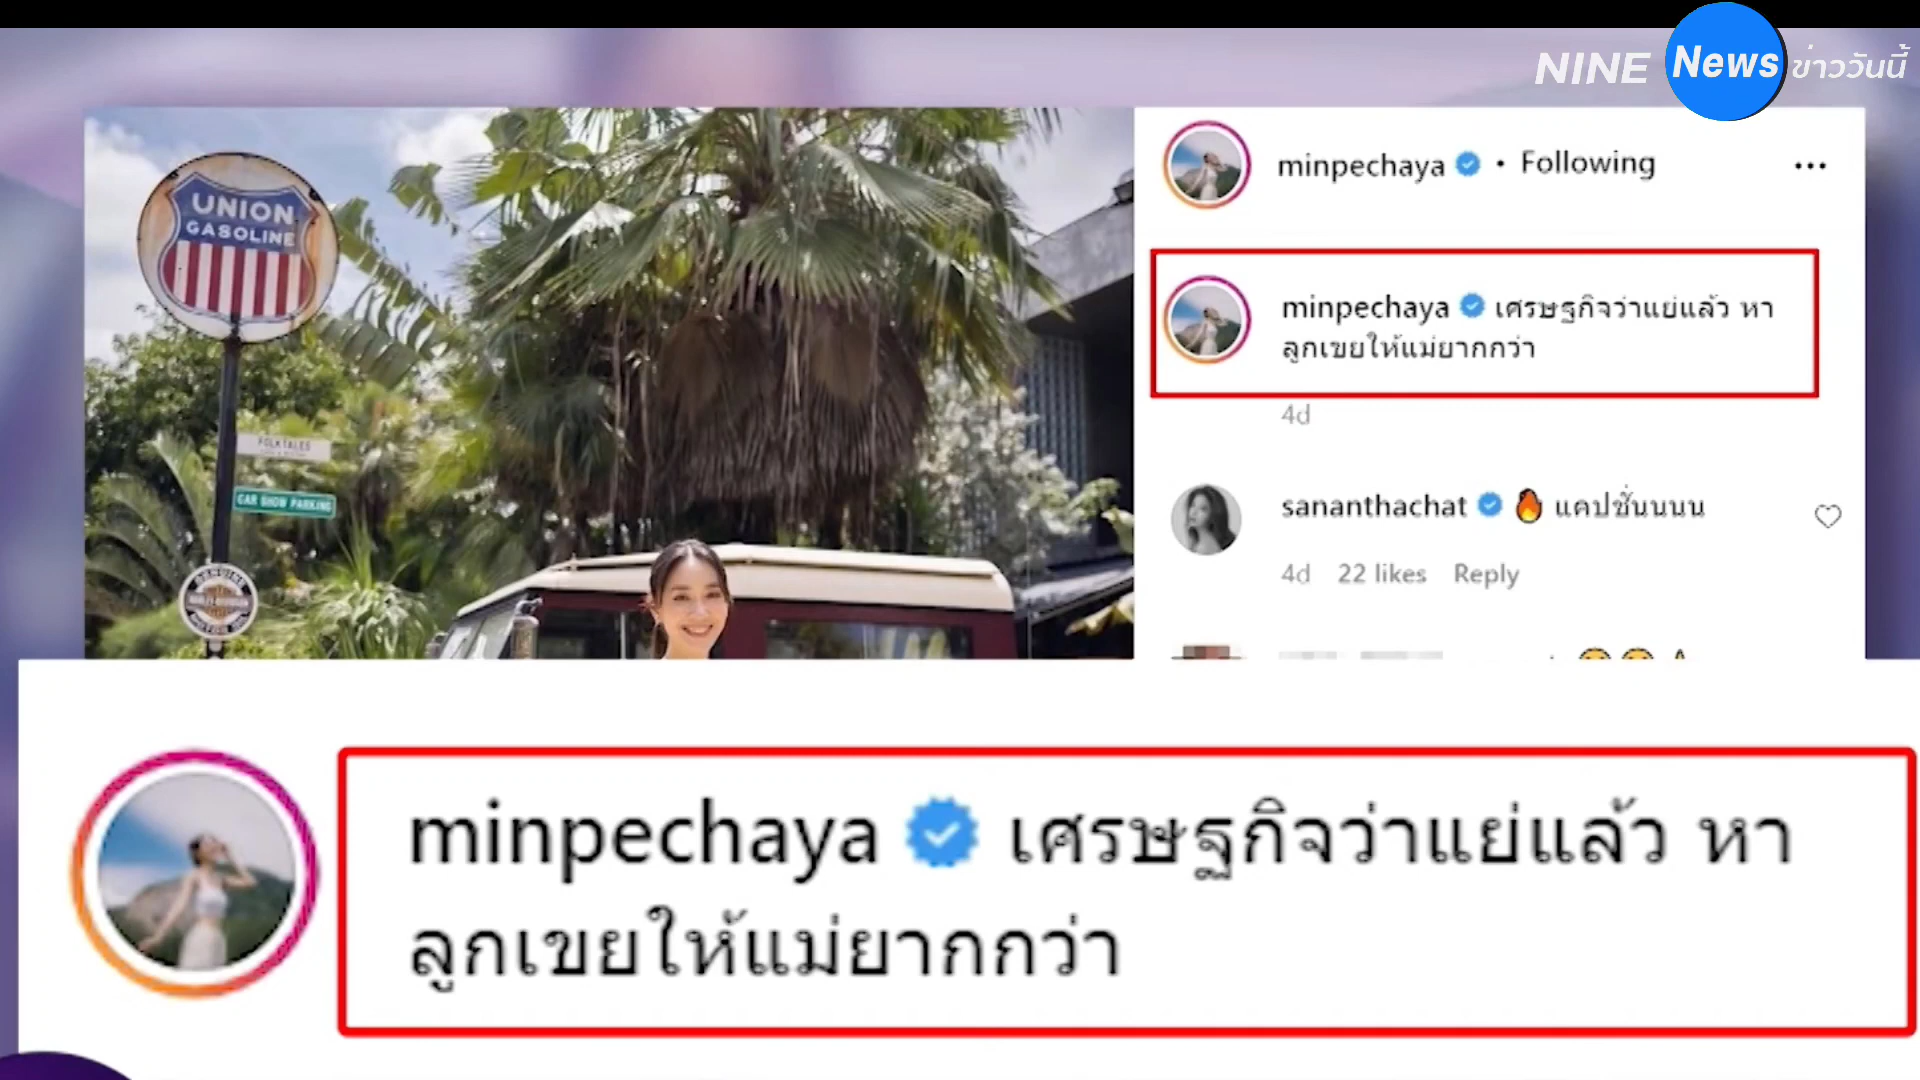 NINE News ข่าววันนี้
UNION
GASOLINE
FOLKTALES
CAR SHOW PARKING
minpechaya • Following
minpechaya เศรษฐกิจว่าแย่แล้ว หา
ลูกเขยให้แม่ยากกว่า
4d
sananthachat 🔥 แคปชั่นนนน
4d 22 likes Reply
minpechaya เศรษฐกิจว่าแย่แล้ว หา
ลูกเขยให้แม่ยากกว่า